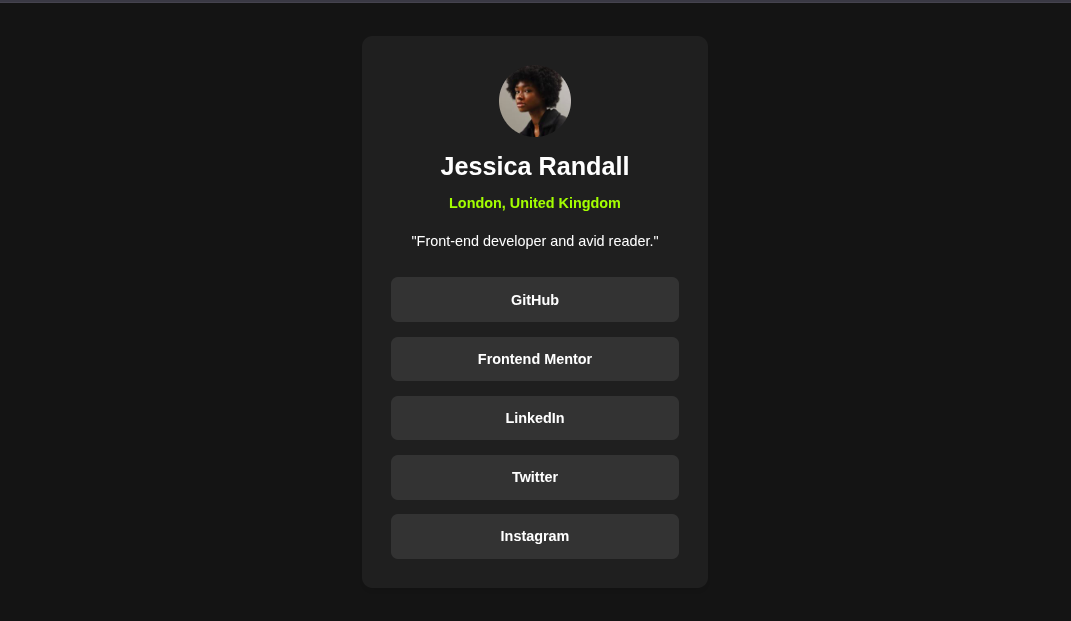 Jessica Randall
London, United Kingdom
"Front-end developer and avid reader."
GitHub
Frontend Mentor
LinkedIn
Twitter
Instagram